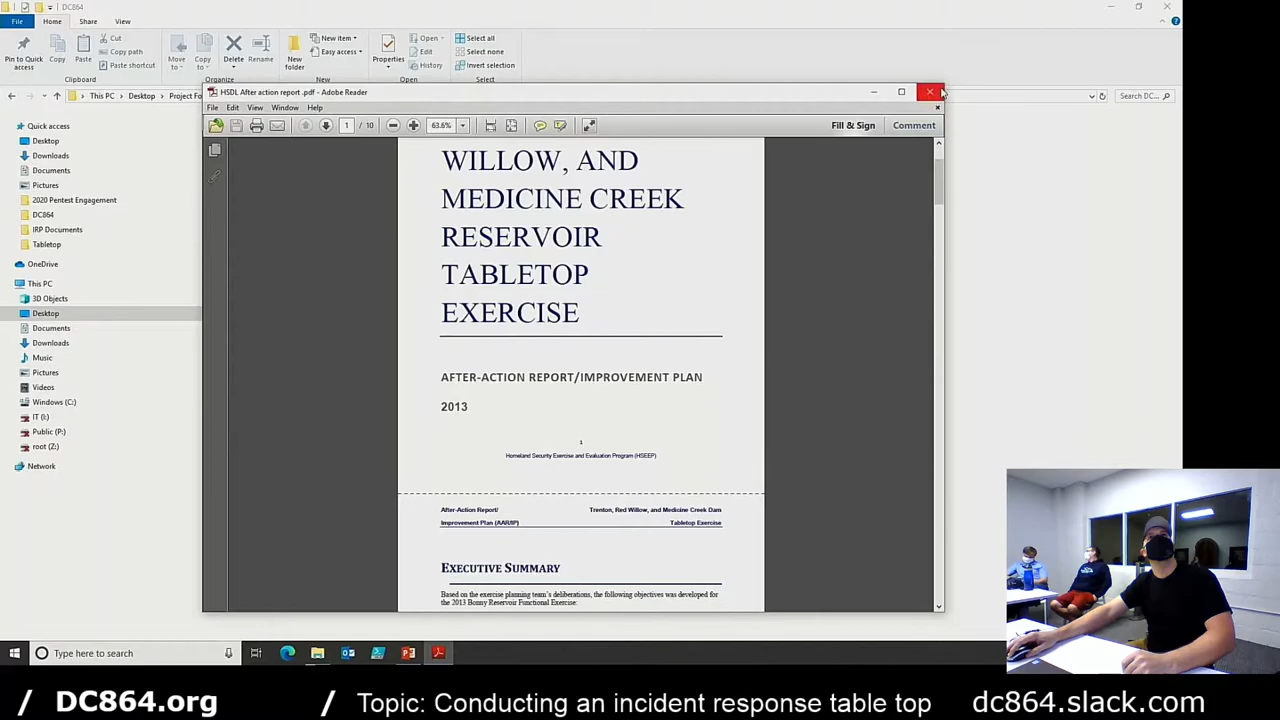 DC864
File Home Share View
Pin to Quick access
Copy
Paste
Cut
Copy path
Paste shortcut
Clipboard
Move to
Copy to
Delete
Rename
Organize
New folder
New item
Easy access
New
Properties
Open
Edit
History
Open
Select all
Select none
Invert selection
Select
This PC > Desktop > Project Fo
Search DC...
Quick access
Desktop
Downloads
Documents
Pictures
2020 Pentest Engagement
DC864
IRP Documents
Tabletop
OneDrive
This PC
3D Objects
Desktop
Documents
Downloads
Music
Pictures
Videos
Windows (C:)
IT (I:)
Public (P:)
root (Z:)
Network
HSDL After action report .pdf - Adobe Reader
File Edit View Window Help
1 / 10 63.6% Fill & Sign Comment
WILLOW, AND
MEDICINE CREEK
RESERVOIR
TABLETOP
EXERCISE
AFTER-ACTION REPORT/IMPROVEMENT PLAN
2013
1
Homeland Security Exercise and Evaluation Program (HSEEP)
After-Action Report/ Trenton, Red Willow, and Medicine Creek Dam
Improvement Plan (AAR/IP) Tabletop Exercise
EXECUTIVE SUMMARY
Based on the exercise planning team's deliberations, the following objectives was developed for
the 2013 Bonny Reservoir Functional Exercise:
Type here to search
/ DC864.org / Topic: Conducting an incident response table top dc864.slack.com